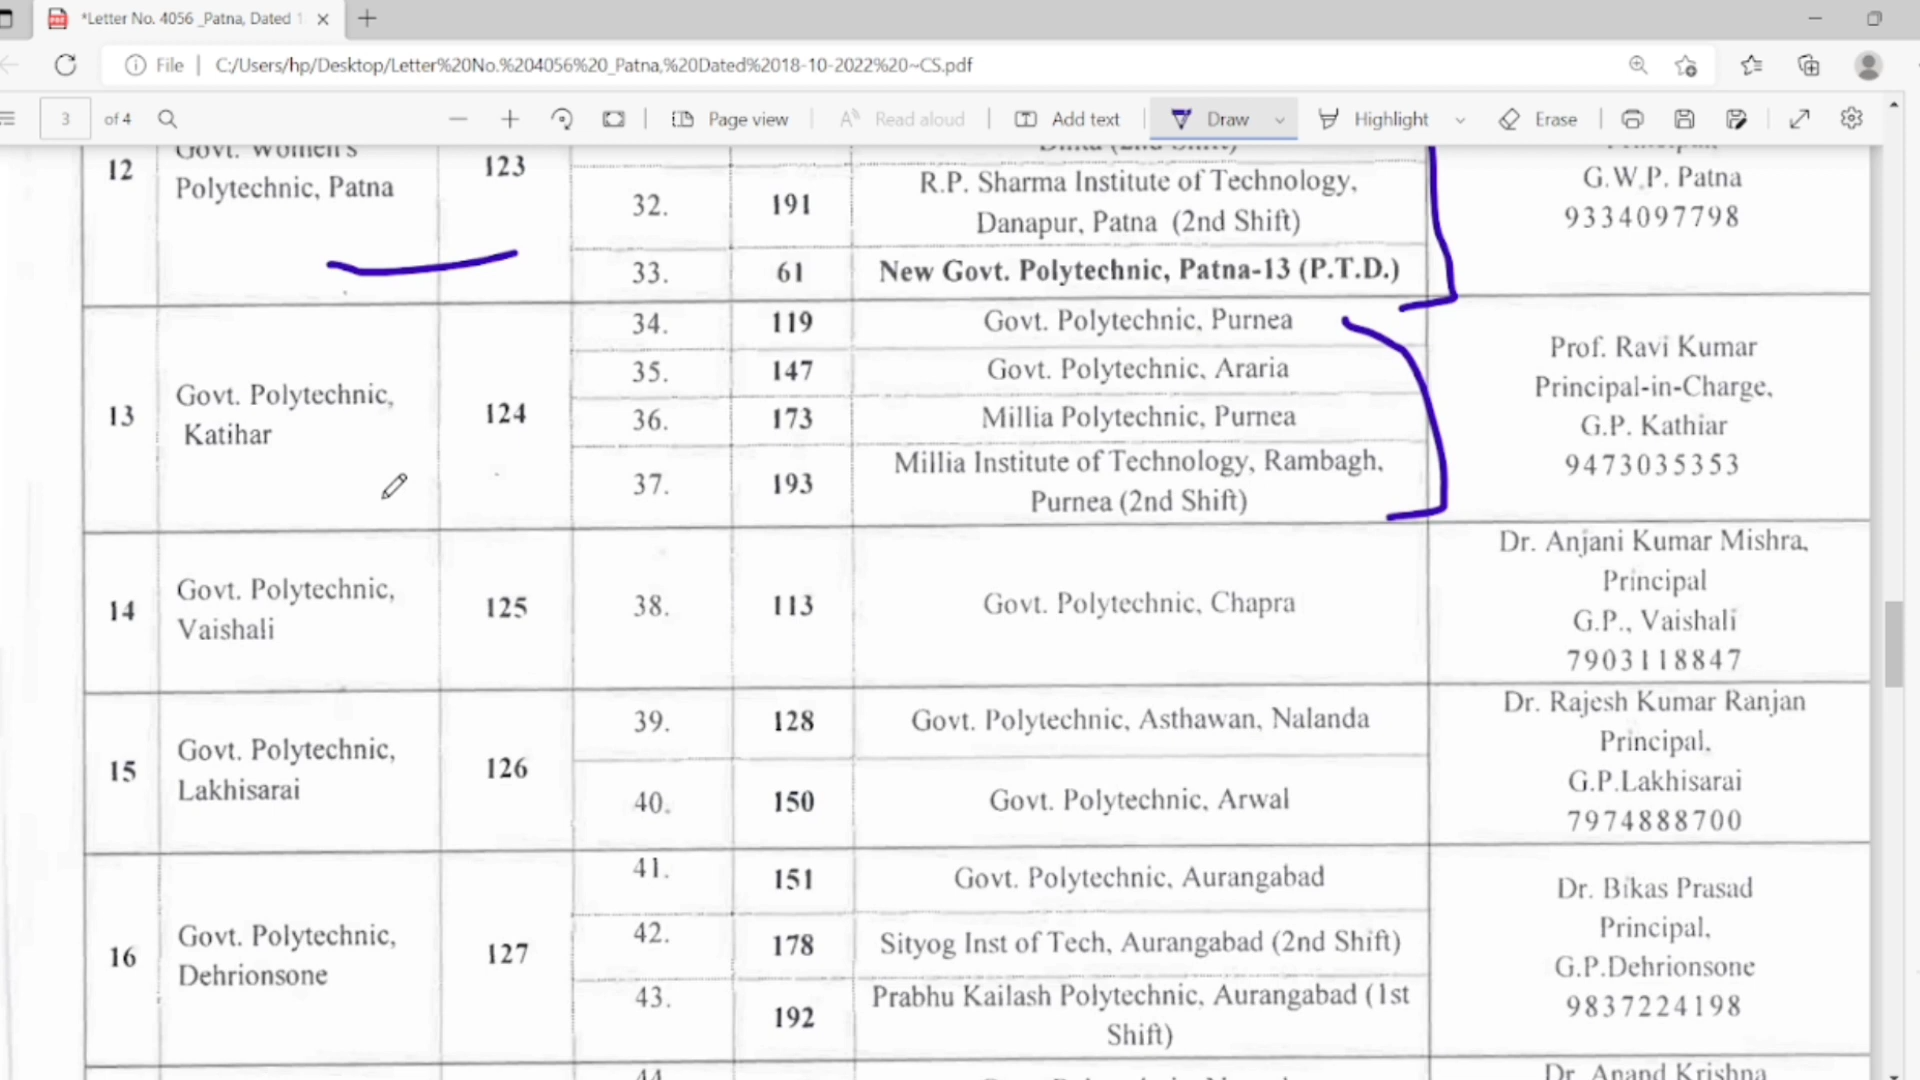 *Letter No. 4056 _Patna, Dated 1
File
C:/Users/hp/Desktop/Letter%20No.%204056%20_Patna,%20Dated%2018-10-2022%20~CS.pdf
3 of 4
Page view
Read aloud
Add text
Draw
Highlight
Erase
12
Govt. Women's
Polytechnic, Patna
123
32.
191
R.P. Sharma Institute of Technology,
Danapur, Patna (2nd Shift)
33.
61
New Govt. Polytechnic, Patna-13 (P.T.D.)
G.W.P. Patna
9334097798
13
Govt. Polytechnic,
Katihar
124
34.
119
Govt. Polytechnic, Purnea
35.
147
Govt. Polytechnic, Araria
36.
173
Millia Polytechnic, Purnea
37.
193
Millia Institute of Technology, Rambagh,
Purnea (2nd Shift)
Prof. Ravi Kumar
Principal-in-Charge,
G.P. Kathiar
9473035353
14
Govt. Polytechnic,
Vaishali
125
38.
113
Govt. Polytechnic, Chapra
Dr. Anjani Kumar Mishra,
Principal
G.P., Vaishali
7903118847
15
Govt. Polytechnic,
Lakhisarai
126
39.
128
Govt. Polytechnic, Asthawan, Nalanda
40.
150
Govt. Polytechnic, Arwal
Dr. Rajesh Kumar Ranjan
Principal,
G.P.Lakhisarai
7974888700
16
Govt. Polytechnic,
Dehrionsone
127
41.
151
Govt. Polytechnic, Aurangabad
42.
178
Sityog Inst of Tech, Aurangabad (2nd Shift)
43.
192
Prabhu Kailash Polytechnic, Aurangabad (1st
Shift)
Dr. Bikas Prasad
Principal,
G.P.Dehrionsone
9837224198
44.
Dr. Anand Krishna